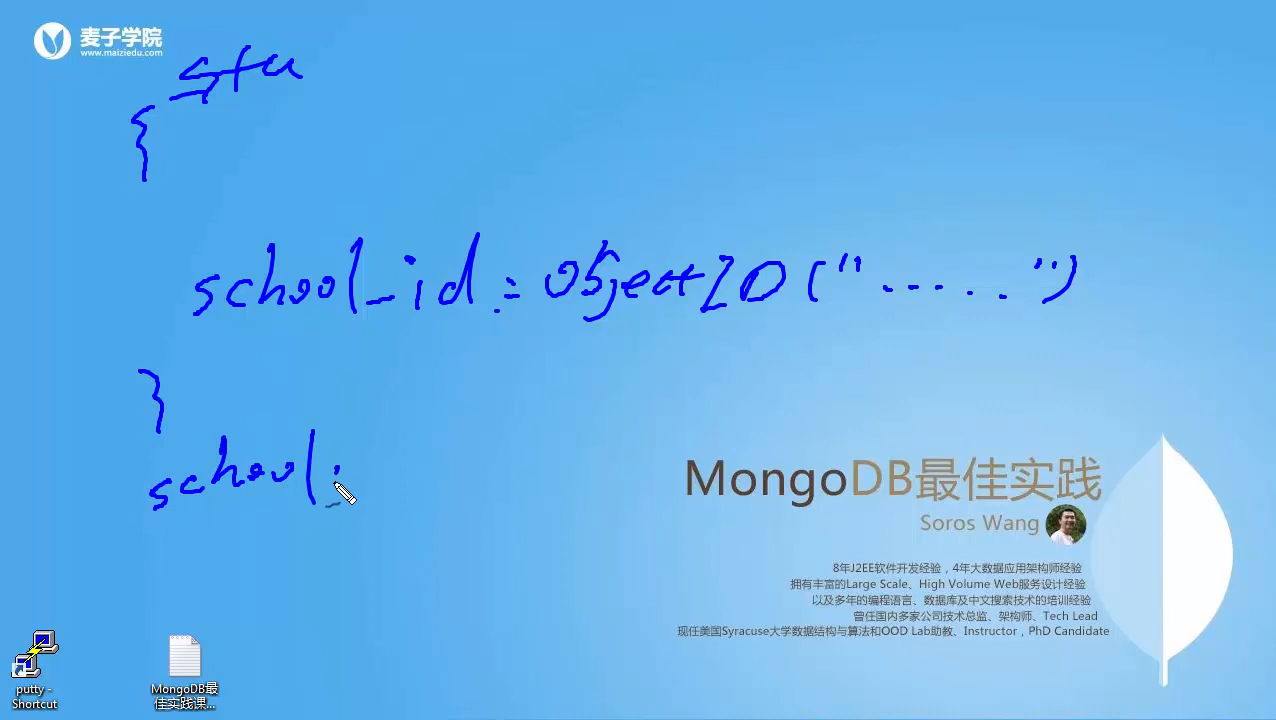 麦子学院
www.maiziedu.com
stu
{
school_id : ObjectID("......")
}
school :
MongoDB最佳实践
Soros Wang
8年J2EE软件开发经验，4年大数据应用架构师经验
拥有丰富的Large Scale、High Volume Web服务设计经验
以及多年的编程语言、数据库及中文搜索技术的培训经验
曾任国内多家公司技术总监、架构师、Tech Lead
现任美国Syracuse大学数据结构与算法和OOD Lab助教、Instructor，PhD Candidate
putty -
Shortcut
MongoDB最
佳实践课...